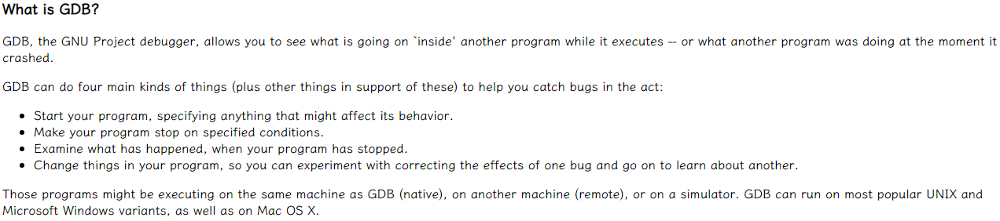 What is GDB?
GDB, the GNU Project debugger, allows you to see what is going on `inside' another program while it executes -- or what another program was doing at the moment it
crashed.
GDB can do four main kinds of things (plus other things in support of these) to help you catch bugs in the act:
• Start your program, specifying anything that might affect its behavior.
• Make your program stop on specified conditions.
• Examine what has happened, when your program has stopped.
• Change things in your program, so you can experiment with correcting the effects of one bug and go on to learn about another.
Those programs might be executing on the same machine as GDB (native), on another machine (remote), or on a simulator. GDB can run on most popular UNIX and
Microsoft Windows variants, as well as on Mac OS X.